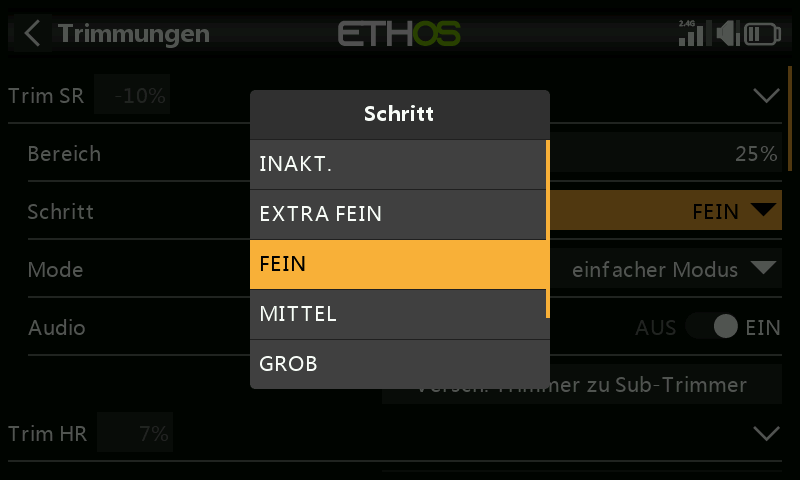 Trimmungen
ETHOS
2.4G
Trim SR
-10%
Schritt
Bereich
25%
INAKT.
EXTRA FEIN
Schritt
FEIN
FEIN
Mode
einfacher Modus
MITTEL
Audio
AUS
EIN
GROB
Versch. Trimmer zu Sub-Trimmer
Trim HR
7%